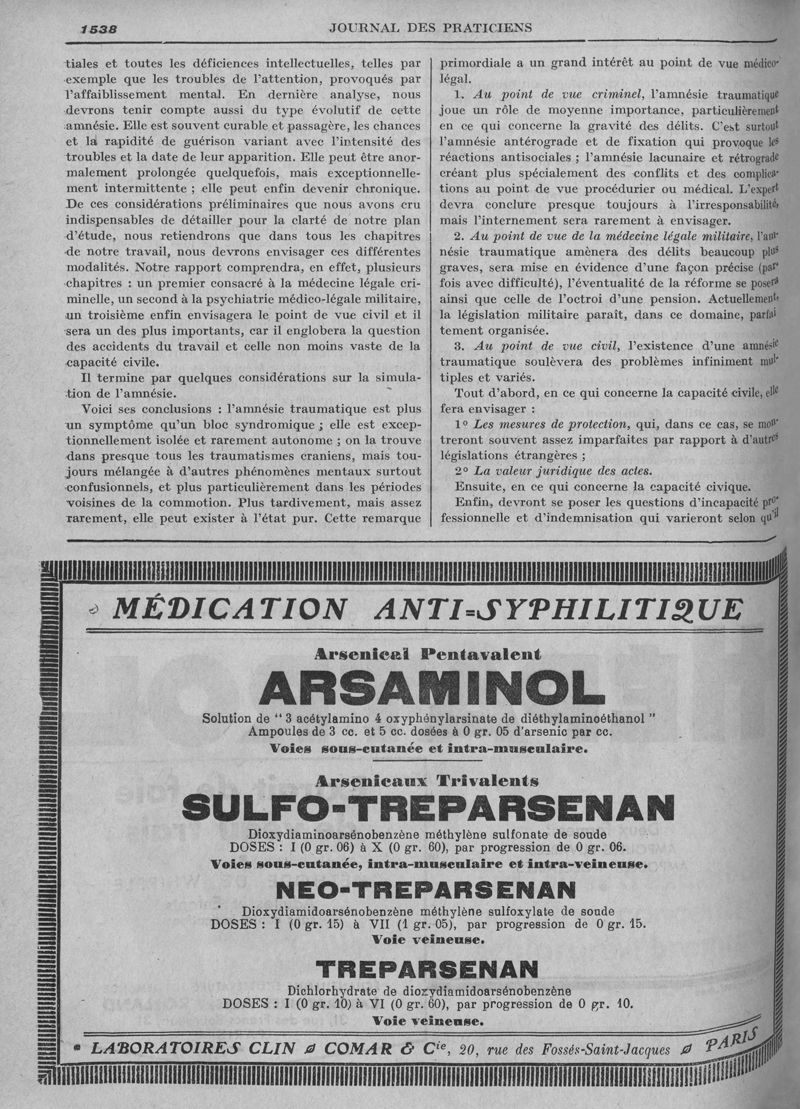 1538
JOURNAL DES PRATICIENS
tiales et toutes les déficiences intellectuelles, telles par
exemple que les troubles de l'attention, provoqués par
l'affaiblissement mental. En dernière analyse, nous
devrons tenir compte aussi du type évolutif de cette
amnésie. Elle est souvent curable et passagère, les chances
et la rapidité de guérison variant avec l'intensité des
troubles et la date de leur apparition. Elle peut être anor-
malement prolongée quelquefois, mais exceptionnelle-
ment intermittente ; elle peut enfin devenir chronique.
De ces considérations préliminaires que nous avons cru
indispensables de détailler pour la clarté de notre plan
d'étude, nous retiendrons que dans tous les chapitres
de notre travail, nous devrons envisager ces différentes
modalités. Notre rapport comprendra, en effet, plusieurs
chapitres : un premier consacré à la médecine légale cri-
minelle, un second à la psychiatrie médico-légale militaire,
un troisième enfin envisagera le point de vue civil et il
sera un des plus importants, car il englobera la question
des accidents du travail et celle non moins vaste de la
capacité civile.
Il termine par quelques considérations sur la simula-
tion de l'amnésie.
Voici ses conclusions : l'amnésie traumatique est plus
un symptôme qu'un bloc syndromique ; elle est excep-
tionnellement isolée et rarement autonome ; on la trouve
dans presque tous les traumatismes craniens, mais tou-
jours mélangée à d'autres phénomènes mentaux surtout
confusionnels, et plus particulièrement dans les périodes
voisines de la commotion. Plus tardivement, mais assez
rarement, elle peut exister à l'état pur. Cette remarque
primordiale a un grand intérêt au point de vue médico-
légal.
1. Au point de vue criminel, l'amnésie traumatique
joue un rôle de moyenne importance, particulièrement
en ce qui concerne la gravité des délits. C'est surtout
l'amnésie antérograde et de fixation qui provoque les
réactions antisociales ; l'amnésie lacunaire et rétrograde
créant plus spécialement des conflits et des complica-
tions au point de vue procédurier ou médical. L'expert
devra conclure presque toujours à l'irresponsabilité,
mais l'internement sera rarement à envisager.
2. Au point de vue de la médecine légale militaire, l'am-
nésie traumatique amènera des délits beaucoup plus
graves, sera mise en évidence d'une façon précise (par-
fois avec difficulté), l'éventualité de la réforme se posera
ainsi que celle de l'octroi d'une pension. Actuellement,
la législation militaire paraît, dans ce domaine, parfai
tement organisée.
3. Au point de vue civil, l'existence d'une amnésie
traumatique soulèvera des problèmes infiniment mul-
tiples et variés.
Tout d'abord, en ce qui concerne la capacité civile, elle
fera envisager :
1° Les mesures de protection, qui, dans ce cas, se mon-
treront souvent assez imparfaites par rapport à d'autres
législations étrangères ;
2° La valeur juridique des actes.
Ensuite, en ce qui concerne la capacité civique.
Enfin, devront se poser les questions d'incapacité pro-
fessionnelle et d'indemnisation qui varieront selon qu'il
MÉDICATION ANTI=SYPHILITIQUE
Arsenical Pentavalent
ARSAMINOL
Solution de " 3 acétylamino 4 oxyphénylarsinate de diéthylaminoéthanol "
Ampoules de 3 cc. et 5 cc. dosées à 0 gr. 05 d'arsenic par cc.
Voies sous-cutanée et intra-musculaire.
Arsenicaux Trivalents
SULFO-TREPARSENAN
Dioxydiaminoarsénobenzène méthylène sulfonate de soude
DOSES : I (0 gr. 06) à X (0 gr. 60), par progression de 0 gr. 06.
Voies sous-cutanée, intra-musculaire et intra-veineuse.
NEO-TREPARSENAN
Dioxydiamidoarsénobenzène méthylène sulfoxylate de soude
DOSES : I (0 gr. 15) à VII (1 gr. 05), par progression de 0 gr. 15.
Voie veineuse.
TREPARSENAN
Dichlorhydrate de dioxydiamidoarsénobenzène
DOSES : I (0 gr. 10) à VI (0 gr. 60), par progression de 0 gr. 10.
Voie veineuse.
LABORATOIRES CLIN ø COMAR & Cie, 20, rue des Fossés-Saint-Jacques ø PARIS